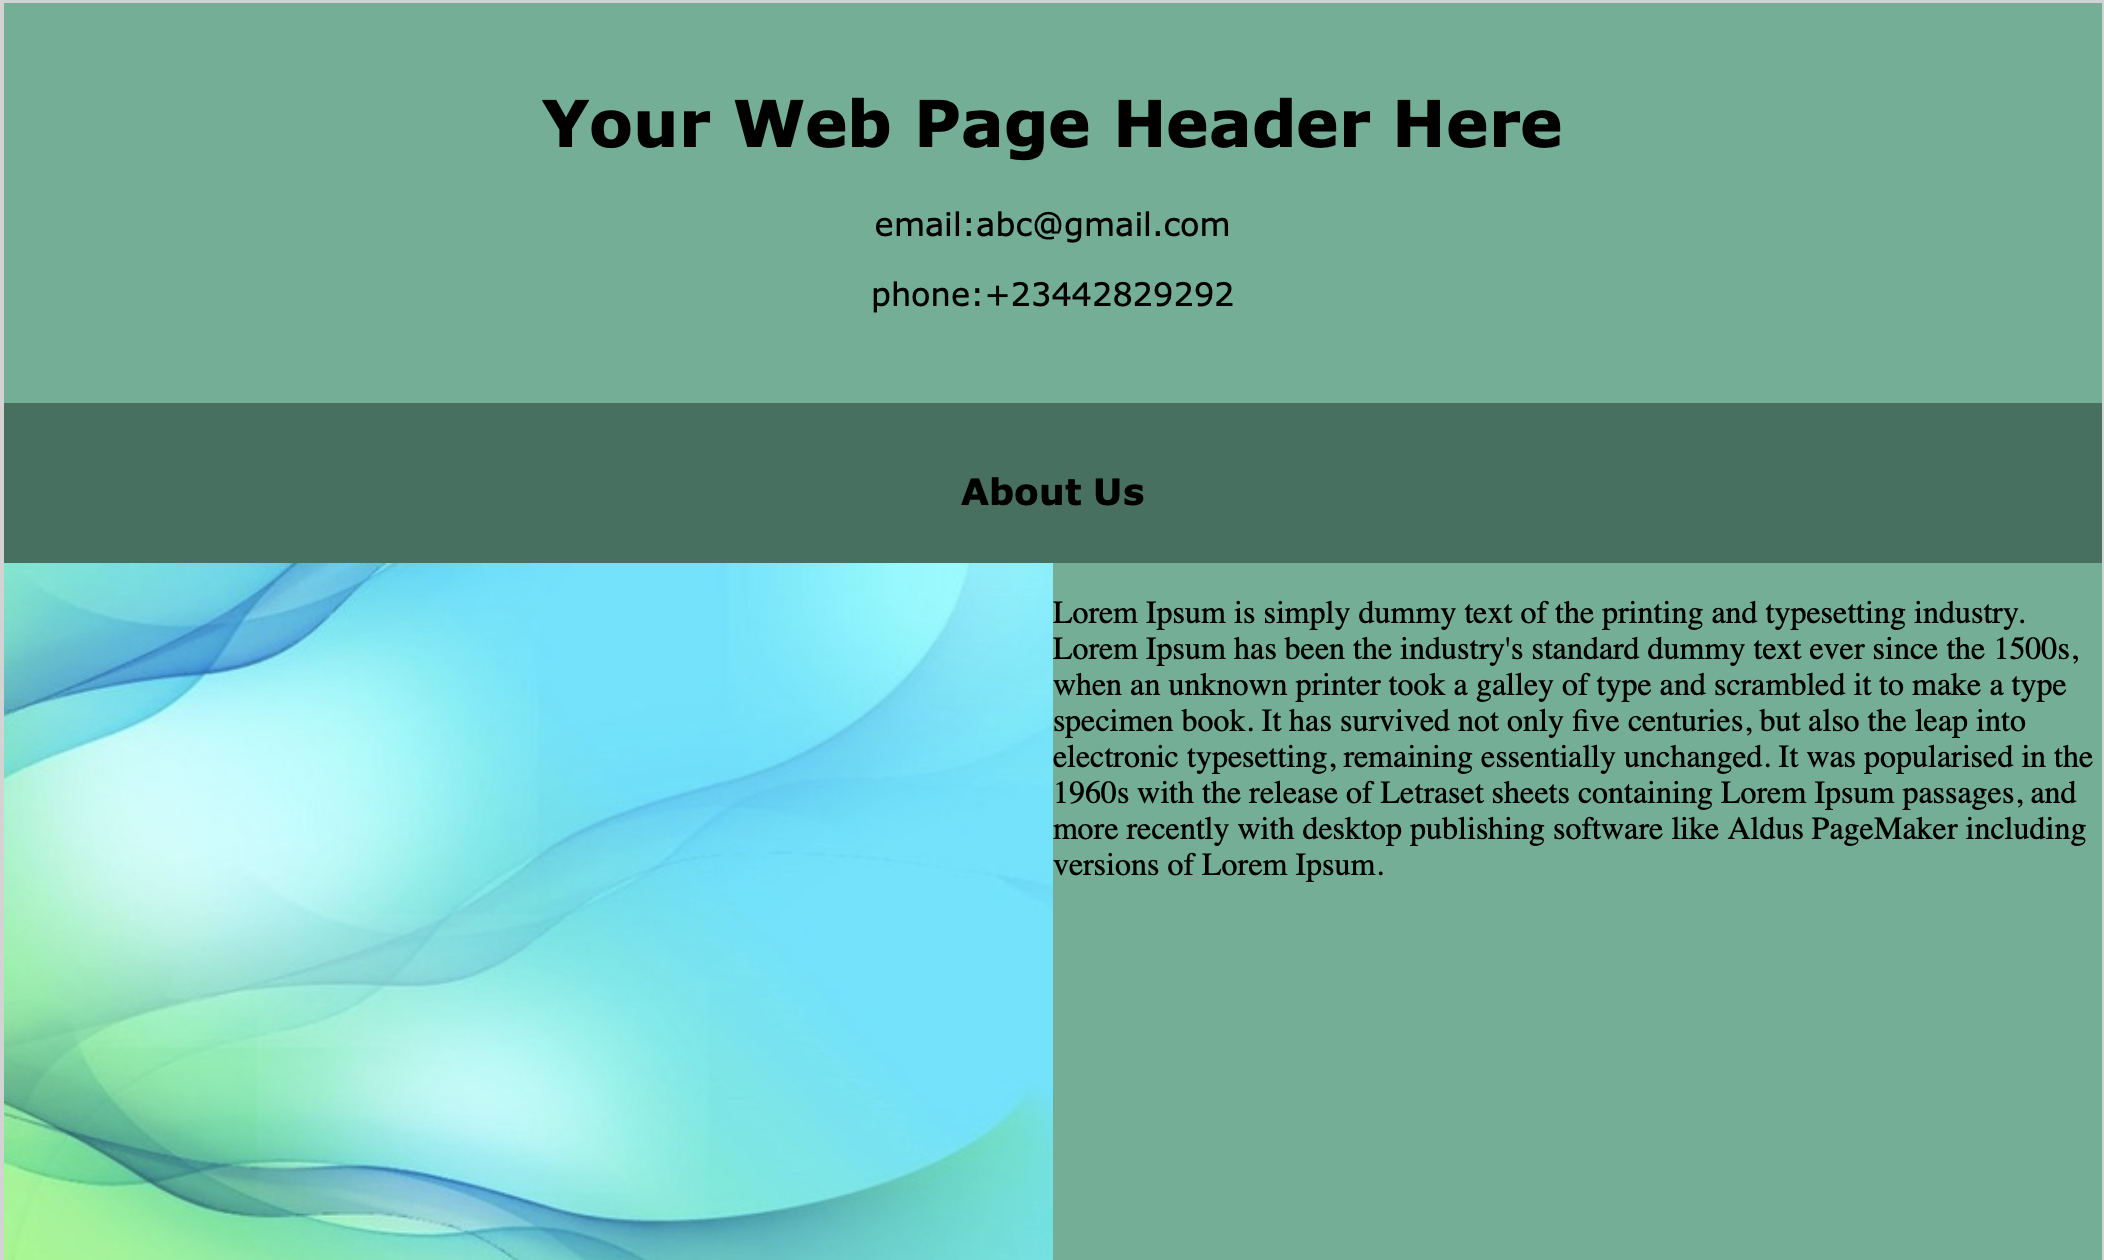 Your Web Page Header Here
email:abc@gmail.com
phone:+23442829292
About Us
Lorem Ipsum is simply dummy text of the printing and typesetting industry.
Lorem Ipsum has been the industry's standard dummy text ever since the 1500s,
when an unknown printer took a galley of type and scrambled it to make a type
specimen book. It has survived not only five centuries, but also the leap into
electronic typesetting, remaining essentially unchanged. It was popularised in the
1960s with the release of Letraset sheets containing Lorem Ipsum passages, and
more recently with desktop publishing software like Aldus PageMaker including
versions of Lorem Ipsum.